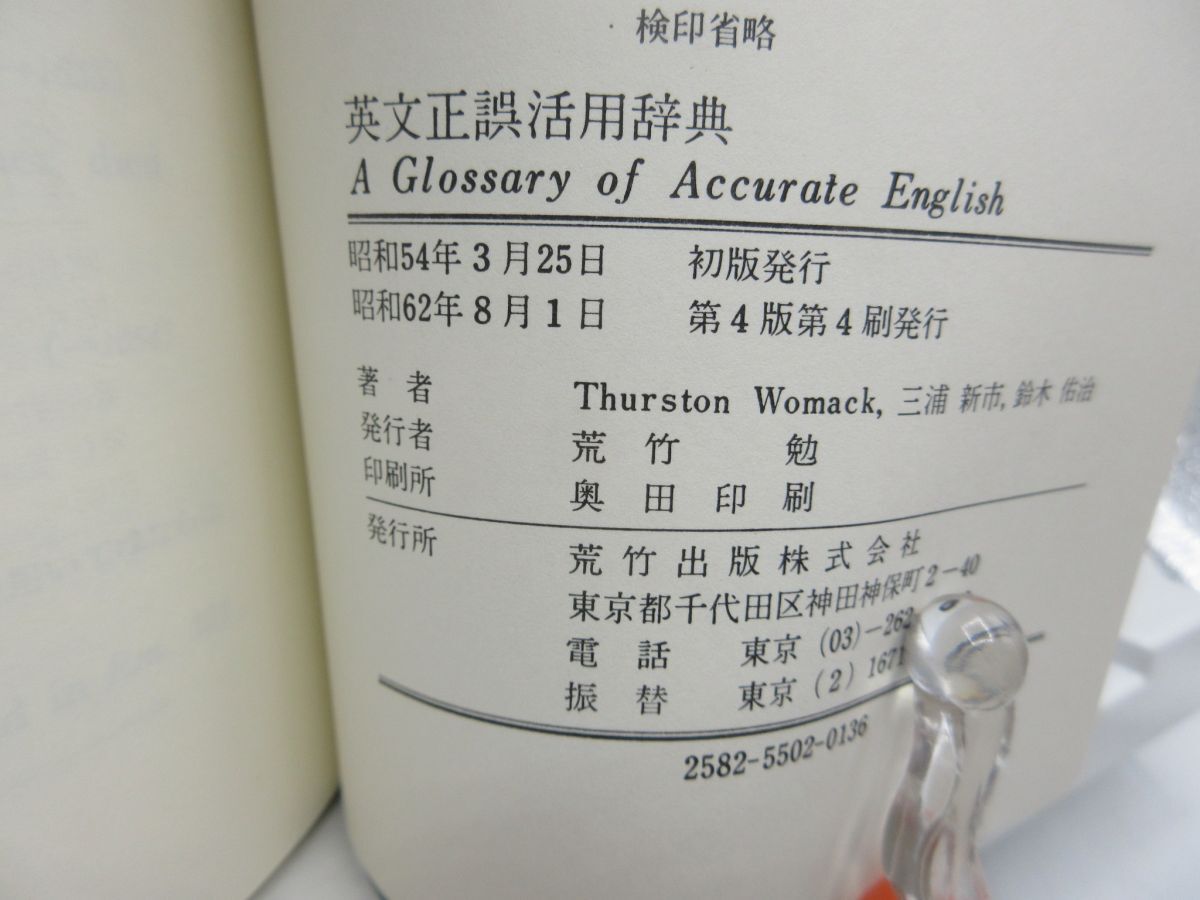 検印省略
英文正誤活用辞典
A Glossary of Accurate English
昭和54年3月25日 初版発行
昭和62年8月1日 第4版第4刷発行
著者 Thurston Womack, 三浦 新市, 鈴木 佑治
発行者 荒竹 勉
印刷所 奥田印刷
発行所 荒竹出版株式会社
東京都千代田区神田神保町2-40
電話 東京 (03)-262
振替 東京 (2) 1671
2582-5502-0136